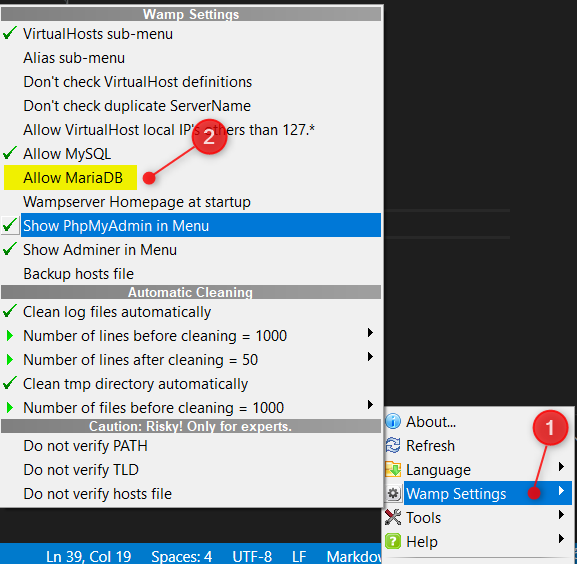 Wamp Settings
VirtualHosts sub-menu
Alias sub-menu
Don't check VirtualHost definitions
Don't check duplicate ServerName
Allow VirtualHost local IP's others than 127.*
2
Allow MySQL
Allow MariaDB
Wampserver Homepage at startup
Show PhpMyAdmin in Menu
Show Adminer in Menu
Backup hosts file
Automatic Cleaning
Clean log files automatically
Number of lines before cleaning = 1000
Number of lines after cleaning = 50
Clean tmp directory automatically
Number of files before cleaning = 1000
Caution: Risky! Only for experts.
Do not verify PATH
Do not verify TLD
Do not verify hosts file
About...
1
Refresh
Language
Wamp Settings
Tools
Help
Ln 39, Col 19 Spaces: 4 UTF-8 LF Markdow